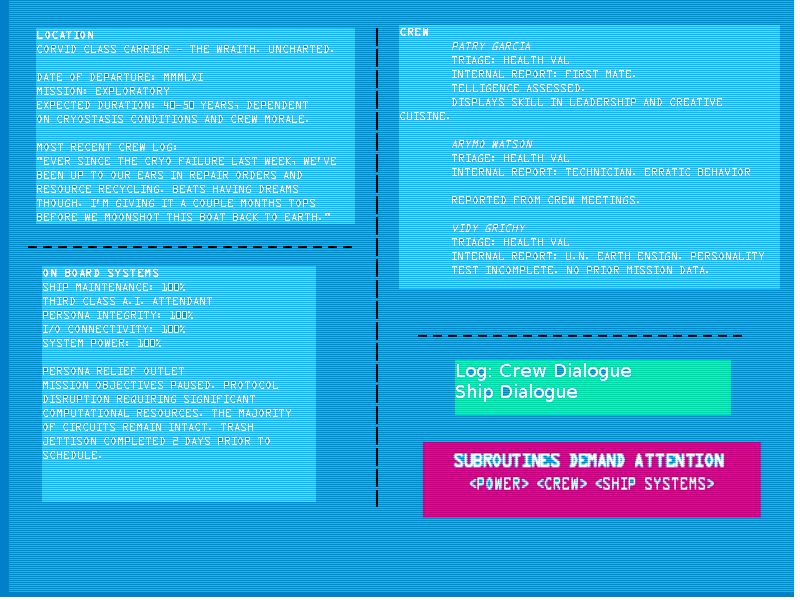 LOCATION
CORVID CLASS CARRIER - THE WRAITH. UNCHARTED.
DATE OF DEPARTURE: MMMLXI
MISSION: EXPLORATORY
EXPECTED DURATION: 40-50 YEARS, DEPENDENT
ON CRYOSTASIS CONDITIONS AND CREW MORALE.
MOST RECENT CREW LOG:
"EVER SINCE THE CRYO FAILURE LAST WEEK, WE'VE
BEEN UP TO OUR EARS IN REPAIR ORDERS AND
RESOURCE RECYCLING. BEATS HAVING DREAMS
THOUGH. I'M GIVING IT A COUPLE MONTHS TOPS
BEFORE WE MOONSHOT THIS BOAT BACK TO EARTH."
ON BOARD SYSTEMS
SHIP MAINTENANCE: 100%
THIRD CLASS A.I. ATTENDANT
PERSONA INTEGRITY: 100%
I/O CONNECTIVITY: 100%
SYSTEM POWER: 100%
PERSONA RELIEF OUTLET
MISSION OBJECTIVES PAUSED. PROTOCOL
DISRUPTION REQUIRING SIGNIFICANT
COMPUTATIONAL RESOURCES. THE MAJORITY
OF CIRCUITS REMAIN INTACT. TRASH
JETTISON COMPLETED 2 DAYS PRIOR TO
SCHEDULE.
CREW
PATRY GARCIA
TRIAGE: HEALTH VAL
INTERNAL REPORT: FIRST MATE.
TELLIGENCE ASSESSED.
DISPLAYS SKILL IN LEADERSHIP AND CREATIVE
CUISINE.
ARYMO WATSON
TRIAGE: HEALTH VAL
INTERNAL REPORT: TECHNICIAN. ERRATIC BEHAVIOR
REPORTED FROM CREW MEETINGS.
VIDY GRICHY
TRIAGE: HEALTH VAL
INTERNAL REPORT: U.N. EARTH ENSIGN. PERSONALITY
TEST INCOMPLETE. NO PRIOR MISSION DATA.
Log: Crew Dialogue
Ship Dialogue
SUBROUTINES DEMAND ATTENTION
<POWER> <CREW> <SHIP SYSTEMS>